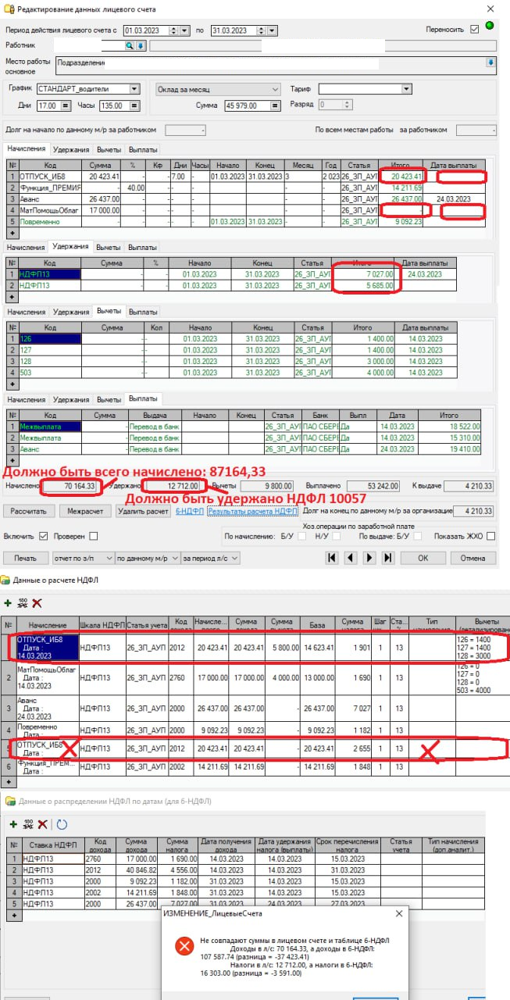 Редактирование данных лицевого счета
Период действия лицевого счета с 01.03.2023 по 31.03.2023 Переносить
Работник
Место работы основное Подразделени
График СТАНДАРТ_водители Оклад за месяц Тариф
Дни 17.00 Часы 135.00 Сумма 45 979.00 Разряд 0
Долг на начало по данному м/р за работником - По всем местам работы за работником -
Начисления Удержания Вычеты Выплаты
№ Код Сумма % Кф Дни Часы Начало Конец Месяц Год Статья Итого Дата выплаты
1 ОТПУСК_ИБ8 20 423.41 - -7.00 - 01.03.2023 31.03.2023 3 2 023 26_ЗП_АУП 20 423.41
2 Функция_ПРЕМИЯ - 40.00 - - - 26_ЗП_АУП 14 211.69
3 Аванс 26 437.00 - - - - 26_ЗП_АУП 26 437.00 24.03.2023
4 МатПомощьОблаг 17 000.00 - - - - 26_ЗП_АУП -
5 Повременно - - - - - 01.03.2023 31.03.2023 - 26_ЗП_АУП 9 092.23
Начисления Удержания Вычеты Выплаты
№ Код Сумма % Начало Конец Статья Итого Дата выплаты
1 НДФЛ13 - - 01.03.2023 31.03.2023 26_ЗП_АУП 7 027.00 24.03.2023
2 НДФЛ13 - - 01.03.2023 31.03.2023 26_ЗП_АУП 5 685.00
Начисления Удержания Вычеты Выплаты
№ Код Сумма Кол Начало Конец Статья Итого Дата выплаты
1 126 - - 01.03.2023 31.03.2023 26_ЗП_АУП 1 400.00 14.03.2023
2 127 - - 01.03.2023 31.03.2023 26_ЗП_АУП 1 400.00 14.03.2023
3 128 - - 01.03.2023 31.03.2023 26_ЗП_АУП 3 000.00 14.03.2023
4 503 - - 01.03.2023 31.03.2023 26_ЗП_АУП 4 000.00 14.03.2023
Начисления Удержания Вычеты Выплаты
№ Код Сумма Выдача Начало Конец Статья Банк Выпл Дата Итого
1 Межвыплата - Перевод в банк 26_ЗП_АУП ПАО СБЕРЕ Да 14.03.2023 18 522.00
2 Межвыплата - Перевод в банк 26_ЗП_АУП ПАО СБЕРЕ Да 14.03.2023 15 310.00
3 Аванс - Перевод в банк 26_ЗП_АУП ПАО СБЕРЕ Да 24.03.2023 19 410.00
Должно быть всего начислено: 87164,33
Начислено 70 164.33 Удержано 12 712.00 Вычеты 9 800.00 Выплачено 53 242.00 К выдаче 4 210.33
Должно быть удержано НДФЛ 10057
Рассчитать Межрасчет Удалить расчет 6-НДФЛ Результаты расчета НДФЛ Долг на конец по данному м/р за организацие 4 210.33
Хоз.операции по заработной плате
Включить Проверен По начислению: Б/У Н/У По выдаче: Б/У Показать ЖХО
Печать отчет по з/п по данному м/р за период л/с ОК Отмена
Данные о расчете НДФЛ
№ Начисление Шкала НДФЛ Статья учета Код дохода Начисле... всего Сумма дохода Сумма вычета База Сумма налога Шаг Ста... % Тип начисления Вычеты (детализирован
1 ОТПУСК_ИБ8 Дата : 14.03.2023 НДФЛ13 26_ЗП_АУП 2012 20 423.41 20 423.41 5 800.00 14 623.41 1 901 1 13 126 = 1400 127 = 1400 128 = 3000
2 МатПомощьОблаг Дата : 14.03.2023 НДФЛ13 26_ЗП_АУП 2760 17 000.00 17 000.00 4 000.00 13 000.00 1 690 1 13 126 = 0 127 = 0 128 = 0 503 = 4000
3 Аванс Дата : 24.03.2023 НДФЛ13 26_ЗП_АУП 2000 26 437.00 26 437.00 - 26 437.00 7 027 1 13
4 Повременно Дата : НДФЛ13 26_ЗП_АУП 2000 9 092.23 9 092.23 - 9 092.23 1 182 1 13
5 ОТПУСК_ИБ8 Дата : НДФЛ13 26_ЗП_АУП 2012 20 423.41 20 423.41 - 20 423.41 2 655 1 13
6 Функция_ПРЕМ... Дата : НДФЛ13 26_ЗП_АУП 2002 14 211.69 14 211.69 - 14 211.69 1 848 1 13
Данные о распределении НДФЛ по датам (для 6-НДФЛ)
№ Ставка НДФЛ Код дохода Сумма дохода Сумма налога Дата получения дохода Дата удержания налога (выплаты) Срок перечисления налога Статья учета Тип начисления (доп.аналит.)
1 НДФЛ13 2760 17 000.00 1 690.00 14.03.2023 14.03.2023 15.03.2023
2 НДФЛ13 2012 40 846.82 4 556.00 14.03.2023 14.03.2023 31.03.2023
3 НДФЛ13 2000 9 092.23 1 182.00 31.03.2023 14.03.2023 15.03.2023
4 НДФЛ13 2002 14 211.69 1 848.00 31.03.2023 14.03.2023 15.03.2023
5 НДФЛ13 2000 26 437.00 7 027.00 31.03.2023 24.03.2023 27.03.2023
ИЗМЕНЕНИЕ_ЛицевыеСчета
Не совпадают суммы в лицевом счете и таблице 6-НДФЛ
Доходы в л/с: 70 164.33, а доходы в 6-НДФЛ:
107 587.74 (разница = -37 423.41)
Налоги в л/с: 12 712.00, а налоги в 6-НДФЛ:
16 303.00 (разница = -3 591.00)